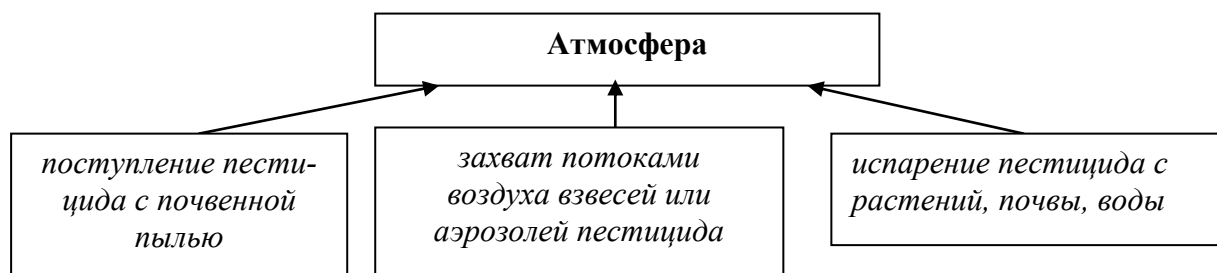 Атмосфера
поступление пести-
цида с почвенной
пылью
захват потоками
воздуха взвесей или
аэрозолей пестицида
испарение пестицида с
растений, почвы, воды